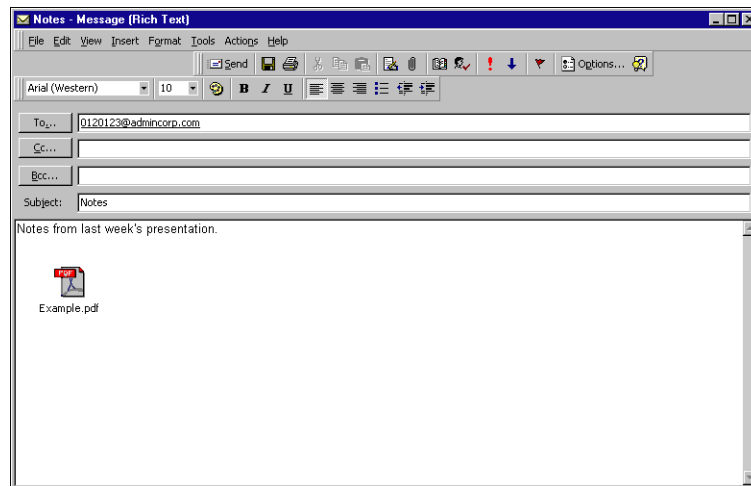 Notes - Message (Rich Text)
File Edit View Insert Format Tools Actions Help
Send Options...
Arial (Western) 10 B I U
To... 0120123@admincorp.com
Cc...
Bcc...
Subject: Notes
Notes from last week's presentation.
PDF
Example.pdf